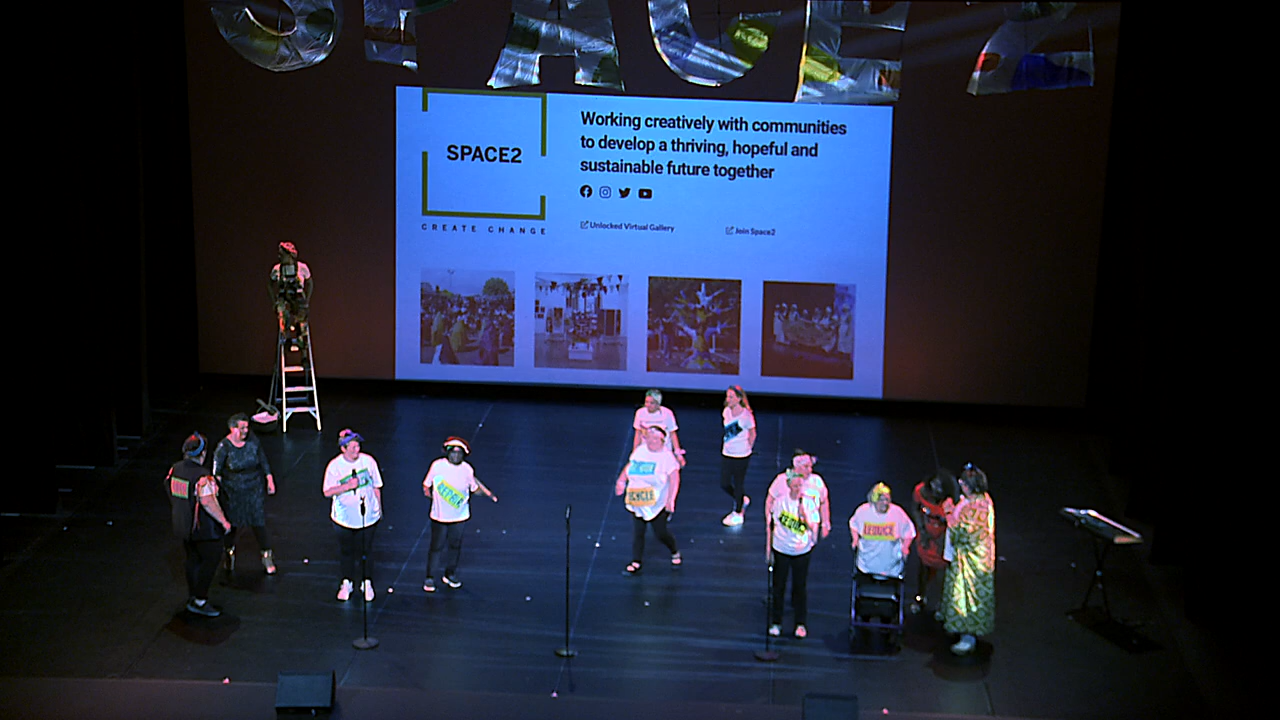 SPACE2
Working creatively with communities
to develop a thriving, hopeful and
sustainable future together
SPACE2
CREATE CHANGE
Unlocked Virtual Gallery
Join Space2
REDUCE